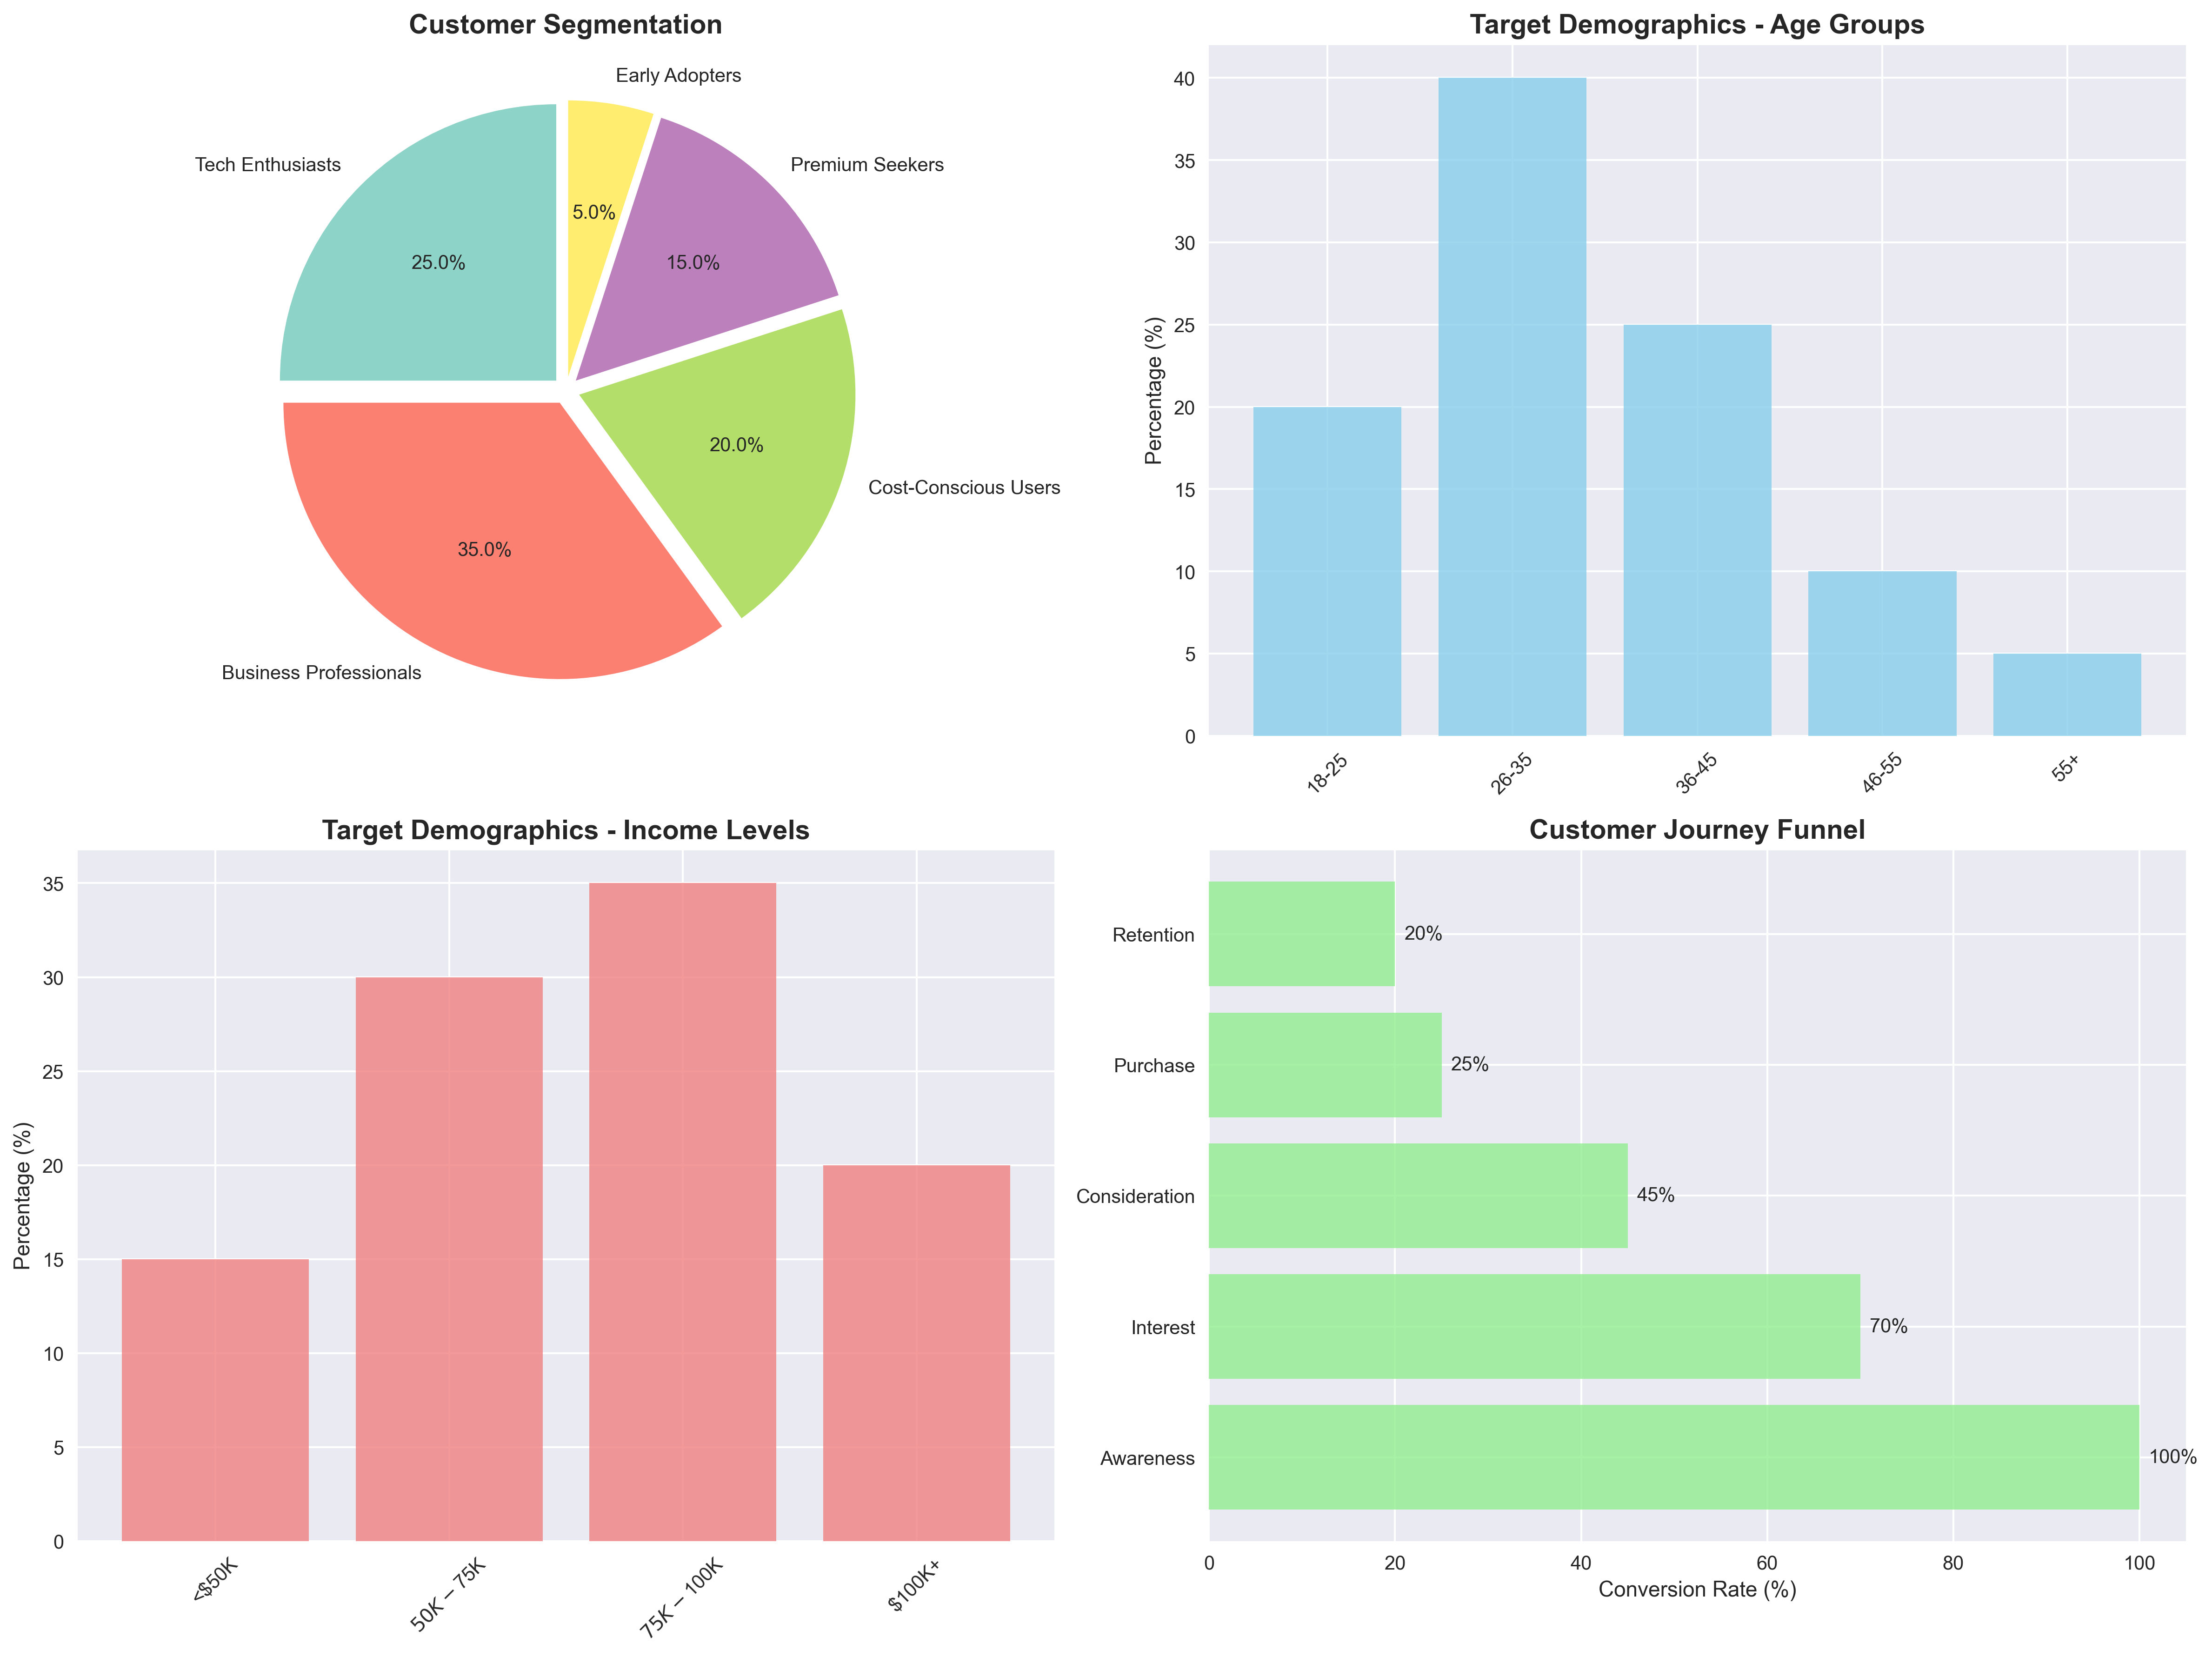 Customer Segmentation
Early Adopters
Tech Enthusiasts
Premium Seekers
5.0%
25.0%
15.0%
20.0%
Cost-Conscious Users
35.0%
Business Professionals
Target Demographics - Age Groups
Percentage (%)
40
35
30
25
20
15
10
5
0
18-25
26-35
36-45
46-55
55+
Target Demographics - Income Levels
Percentage (%)
35
30
25
20
15
10
5
0
<$50K
50K − 75K
75K − 100K
$100K+
Customer Journey Funnel
Retention
20%
Purchase
25%
Consideration
45%
Interest
70%
Awareness
100%
0
20
40
60
80
100
Conversion Rate (%)